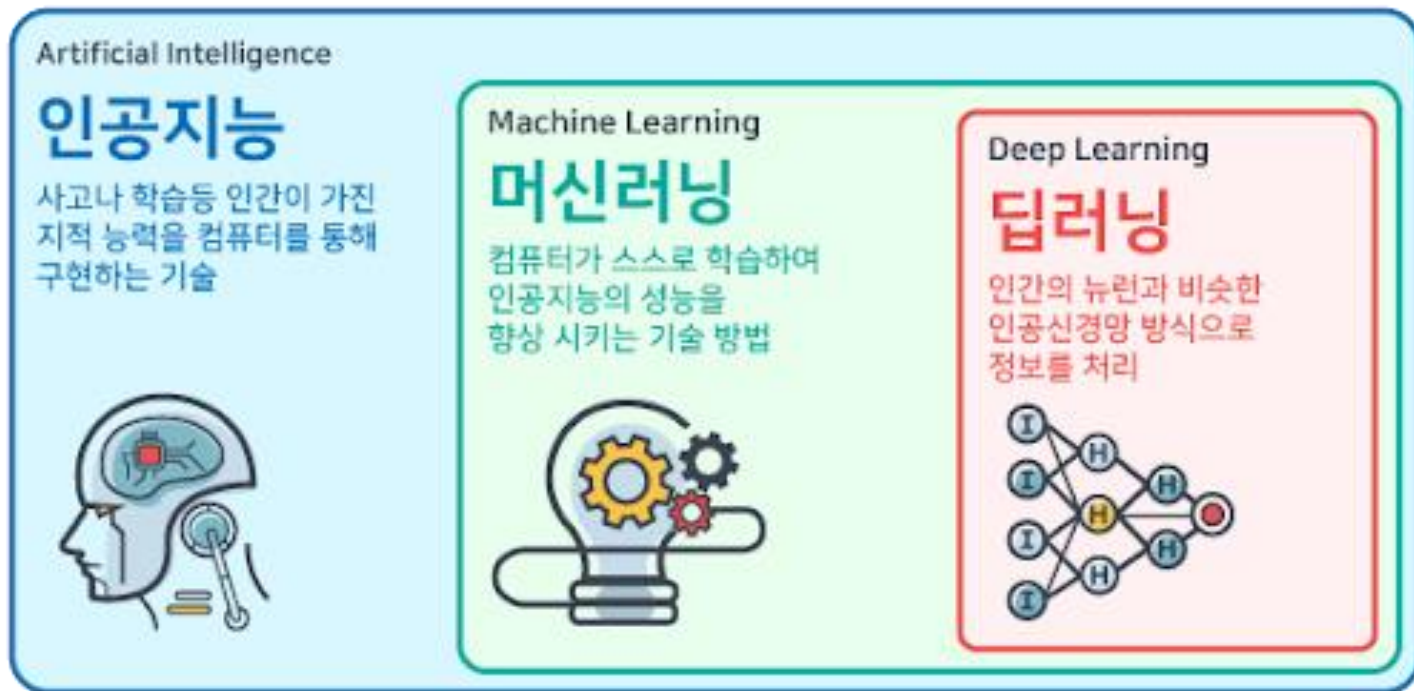 Artificial Intelligence
인공지능
사고나 학습등 인간이 가진
지적 능력을 컴퓨터를 통해
구현하는 기술
Machine Learning
머신러닝
컴퓨터가 스스로 학습하여
인공지능의 성능을
향상 시키는 기술 방법
Deep Learning
딥러닝
인간의 뉴런과 비슷한
인공신경망 방식으로
정보를 처리
I
H
I
H
H
I
H
H
I